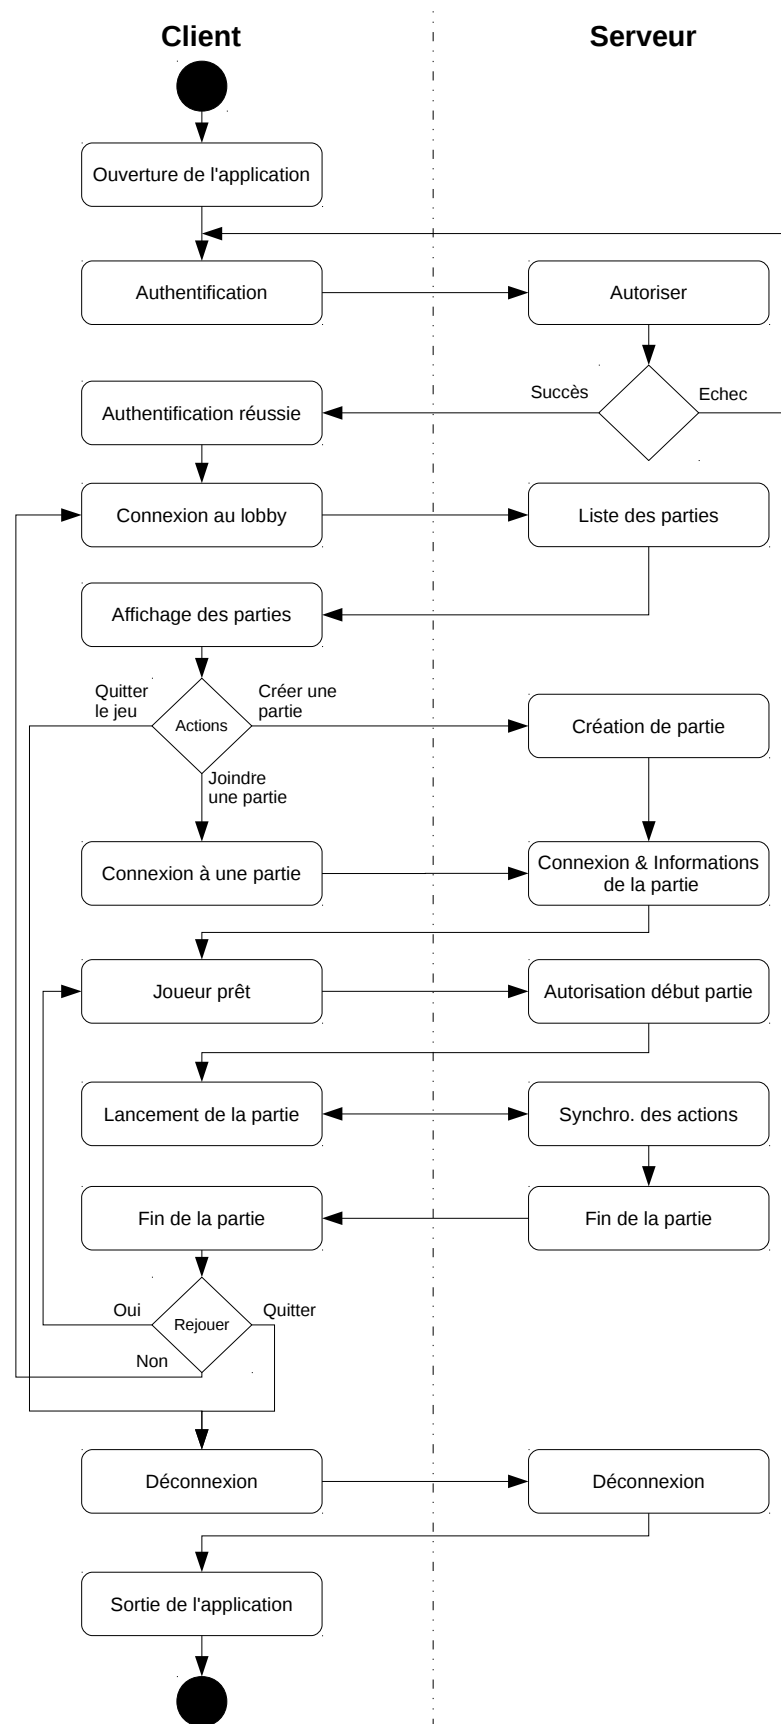 Client
Serveur
Ouverture de l'application
Authentification
Autoriser
Succès
Echec
Authentification réussie
Connexion au lobby
Liste des parties
Affichage des parties
Quitter
le jeu
Créer une
partie
Actions
Création de partie
Joindre
une partie
Connexion à une partie
Connexion & Informations
de la partie
Joueur prêt
Autorisation début partie
Lancement de la partie
Synchro. des actions
Fin de la partie
Fin de la partie
Oui
Quitter
Rejouer
Non
Déconnexion
Déconnexion
Sortie de l'application